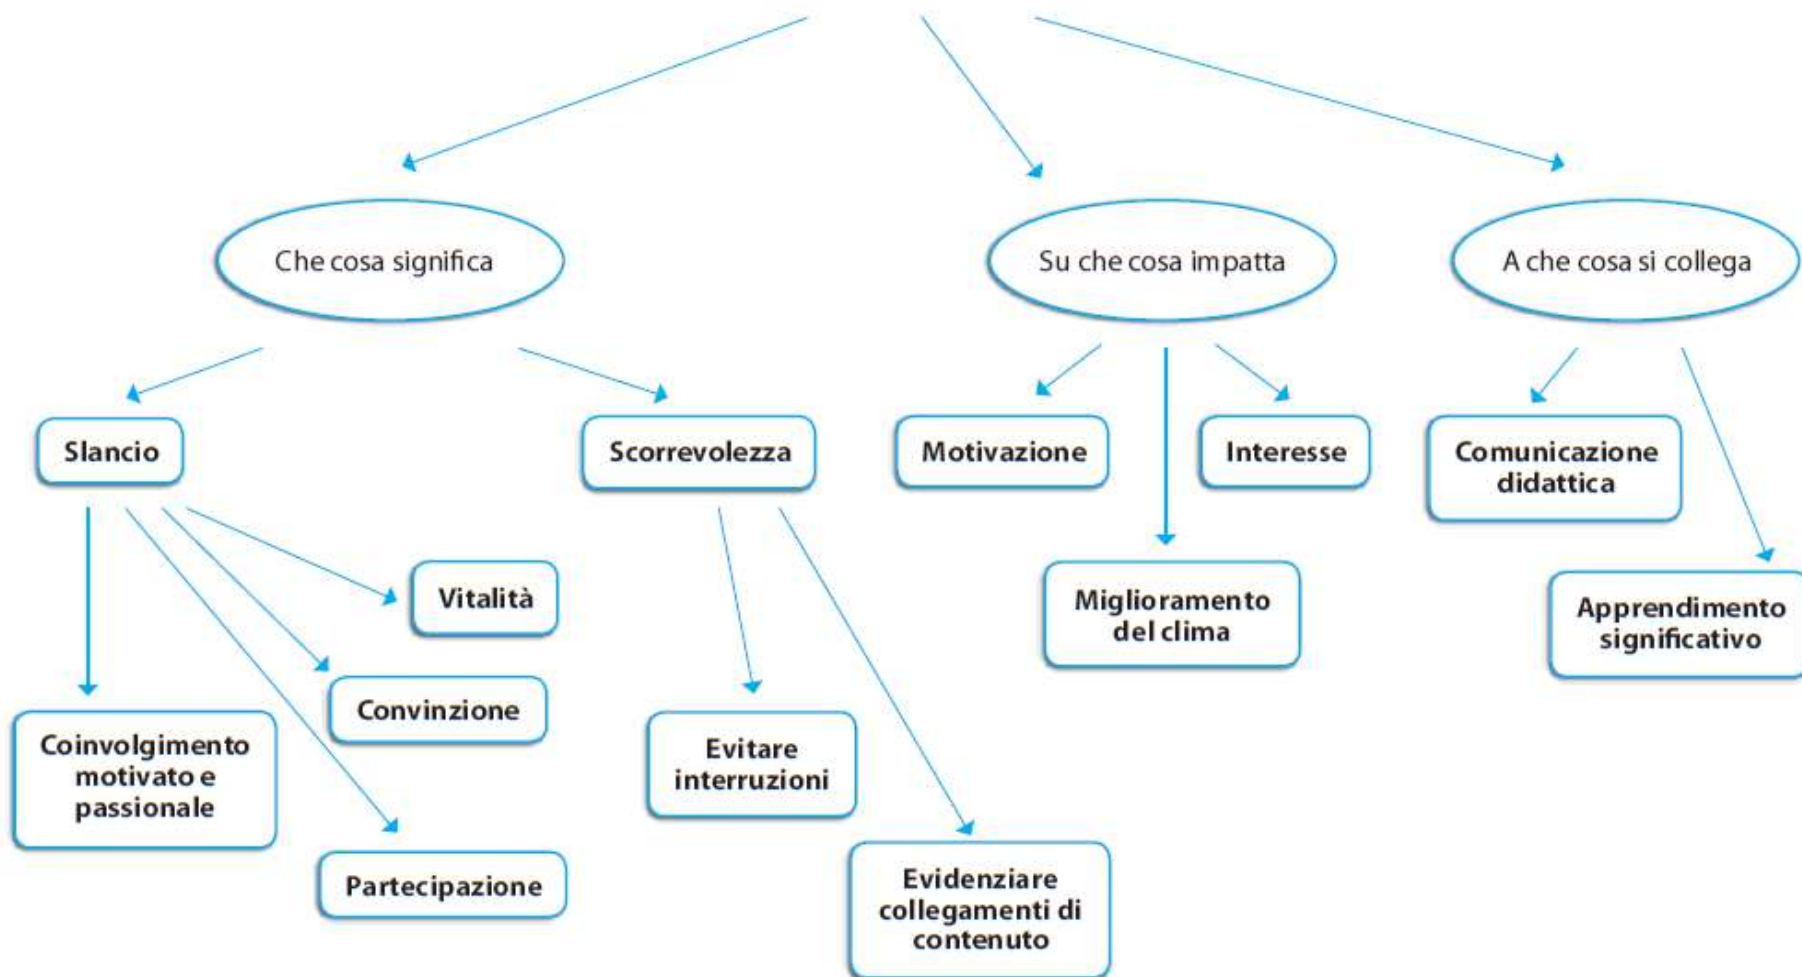 Che cosa significa
Su che cosa impatta
A che cosa si collega
Slancio
Scorrevolezza
Motivazione
Interesse
Comunicazione
didattica
Vitalità
Miglioramento
del clima
Apprendimento
significativo
Convinzione
Coinvolgimento
motivato e
passionale
Evitare
interruzioni
Partecipazione
Evidenziare
collegamenti di
contenuto